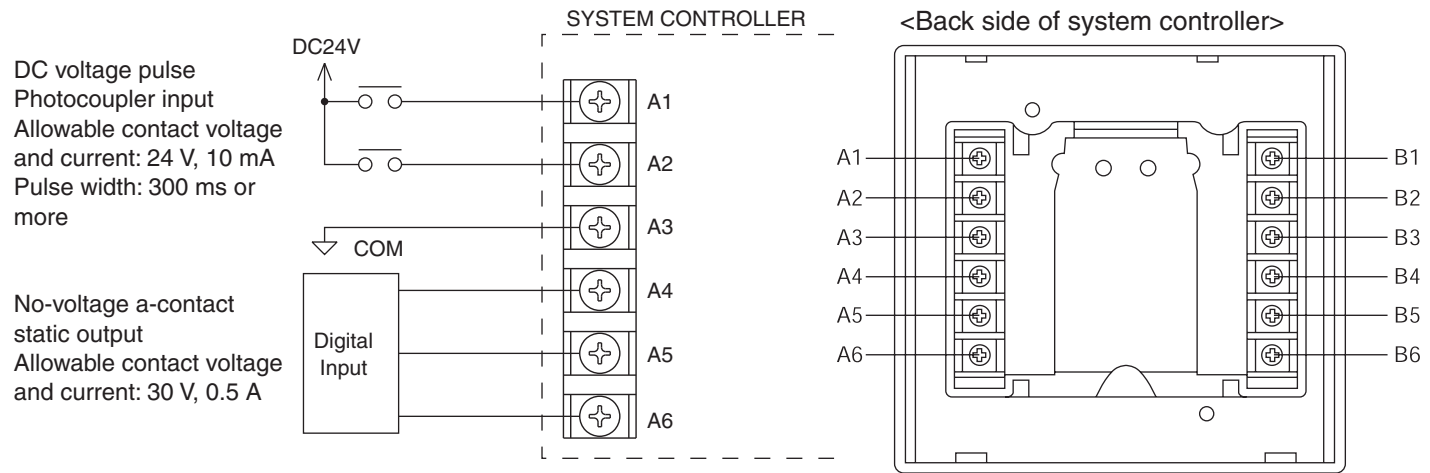 SYSTEM CONTROLLER
<Back side of system controller>
DC24V
DC voltage pulse
Photocoupler input
Allowable contact voltage
and current: 24 V, 10 mA
Pulse width: 300 ms or
more
A1
A2
A3
COM
No-voltage a-contact
static output
Allowable contact voltage
and current: 30 V, 0.5 A
Digital
Input
A4
A5
A6
A1
A2
A3
A4
A5
A6
B1
B2
B3
B4
B5
B6